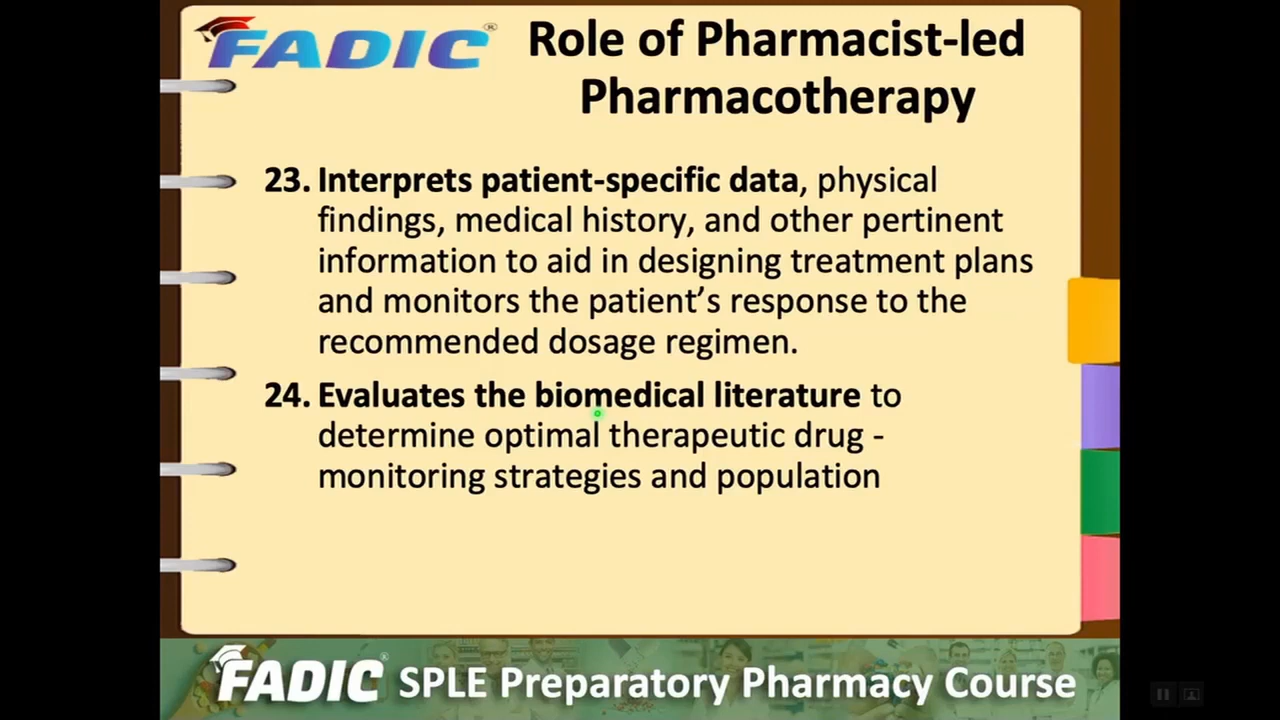 FADIC®
Role of Pharmacist-led
Pharmacotherapy
23. Interprets patient-specific data, physical
findings, medical history, and other pertinent
information to aid in designing treatment plans
and monitors the patient’s response to the
recommended dosage regimen.
24. Evaluates the biomedical literature to
determine optimal therapeutic drug -
monitoring strategies and population
FADIC® SPLE Preparatory Pharmacy Course